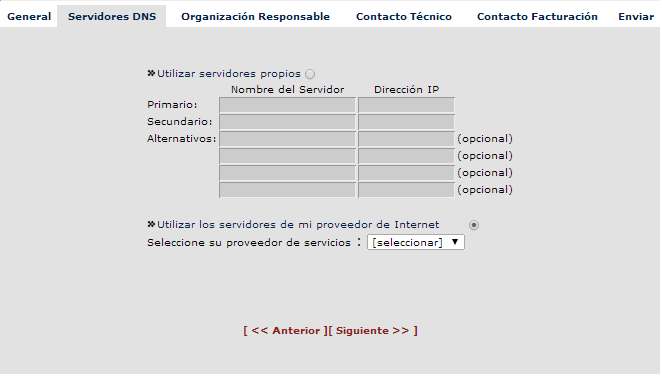 General Servidores DNS Organización Responsable Contacto Técnico Contacto Facturación Enviar
Utilizar servidores propios
Nombre del Servidor Dirección IP
Primario:
Secundario:
Alternativos: (opcional)
(opcional)
(opcional)
(opcional)
Utilizar los servidores de mi proveedor de Internet
Seleccione su proveedor de servicios : [seleccionar]
[ << Anterior ][ Siguiente >> ]